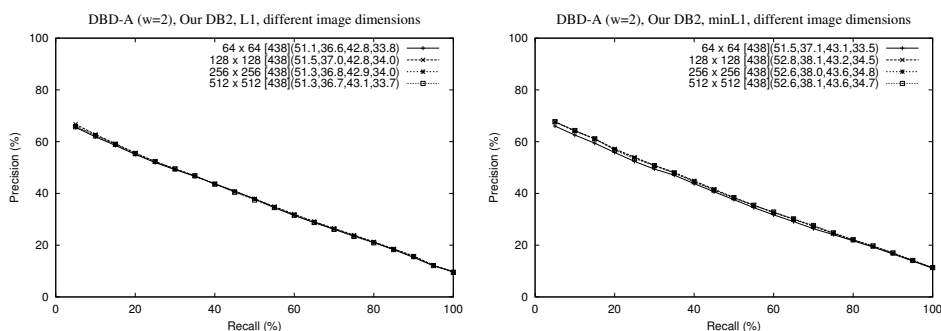 DBD-A (w=2), Our DB2, L1, different image dimensions
64 x 64 [438](51.1,36.6,42.8,33.8)
128 x 128 [438](51.5,37.0,42.8,34.0)
256 x 256 [438](51.3,36.8,42.9,34.0)
512 x 512 [438](51.3,36.7,43.1,33.7)
100
80
60
40
20
0
Precision (%)
0 20 40 60 80 100
Recall (%)
DBD-A (w=2), Our DB2, minL1, different image dimensions
64 x 64 [438](51.5,37.1,43.1,33.5)
128 x 128 [438](52.8,38.1,43.2,34.5)
256 x 256 [438](52.6,38.0,43.6,34.8)
512 x 512 [438](52.6,38.1,43.6,34.7)
100
80
60
40
20
0
Precision (%)
0 20 40 60 80 100
Recall (%)